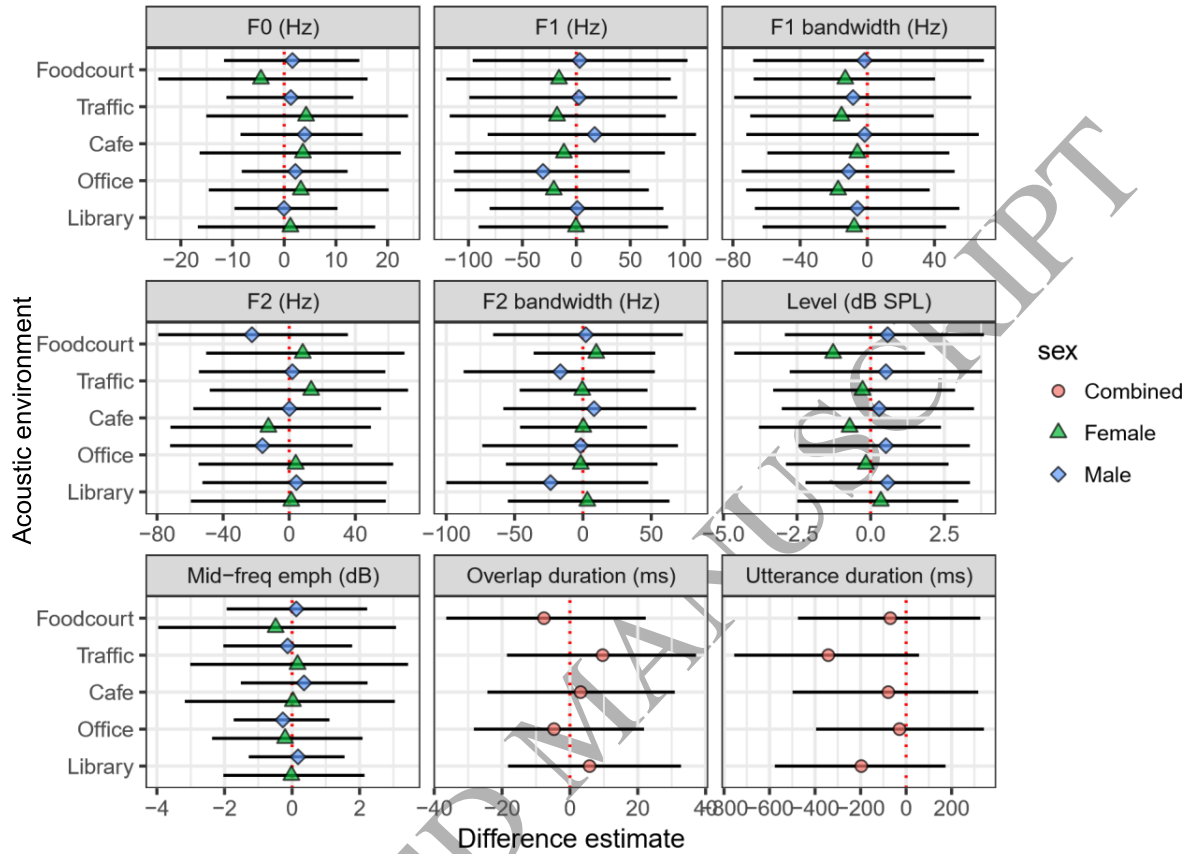 F0 (Hz) F1 (Hz) F1 bandwidth (Hz)
Foodcourt
Traffic
Cafe
Office
Library
−20 −10 0 10 20 −100 −50 0 50 100 −80 −40 0 40
F2 (Hz) F2 bandwidth (Hz) Level (dB SPL)
Foodcourt
Traffic
Cafe
Office
Library
−80 −40 0 40 −100 −50 0 50 −5.0 −2.5 0.0 2.5
Mid−freq emph (dB) Overlap duration (ms) Utterance duration (ms)
Foodcourt
Traffic
Cafe
Office
Library
−4 −2 0 2 −40 −20 0 20 40 −800 −600 −400 −200 0 200
Acoustic environment
Difference estimate
sex
Combined
Female
Male
D MANUSCRIPT